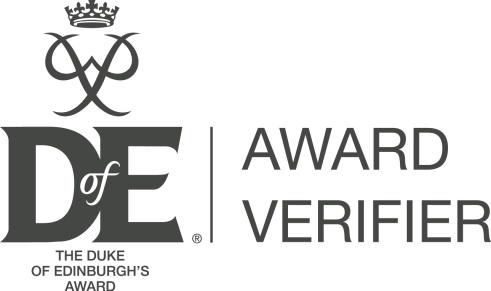 DofE®
THE DUKE
OF EDINBURGH'S
AWARD
AWARD
VERIFIER